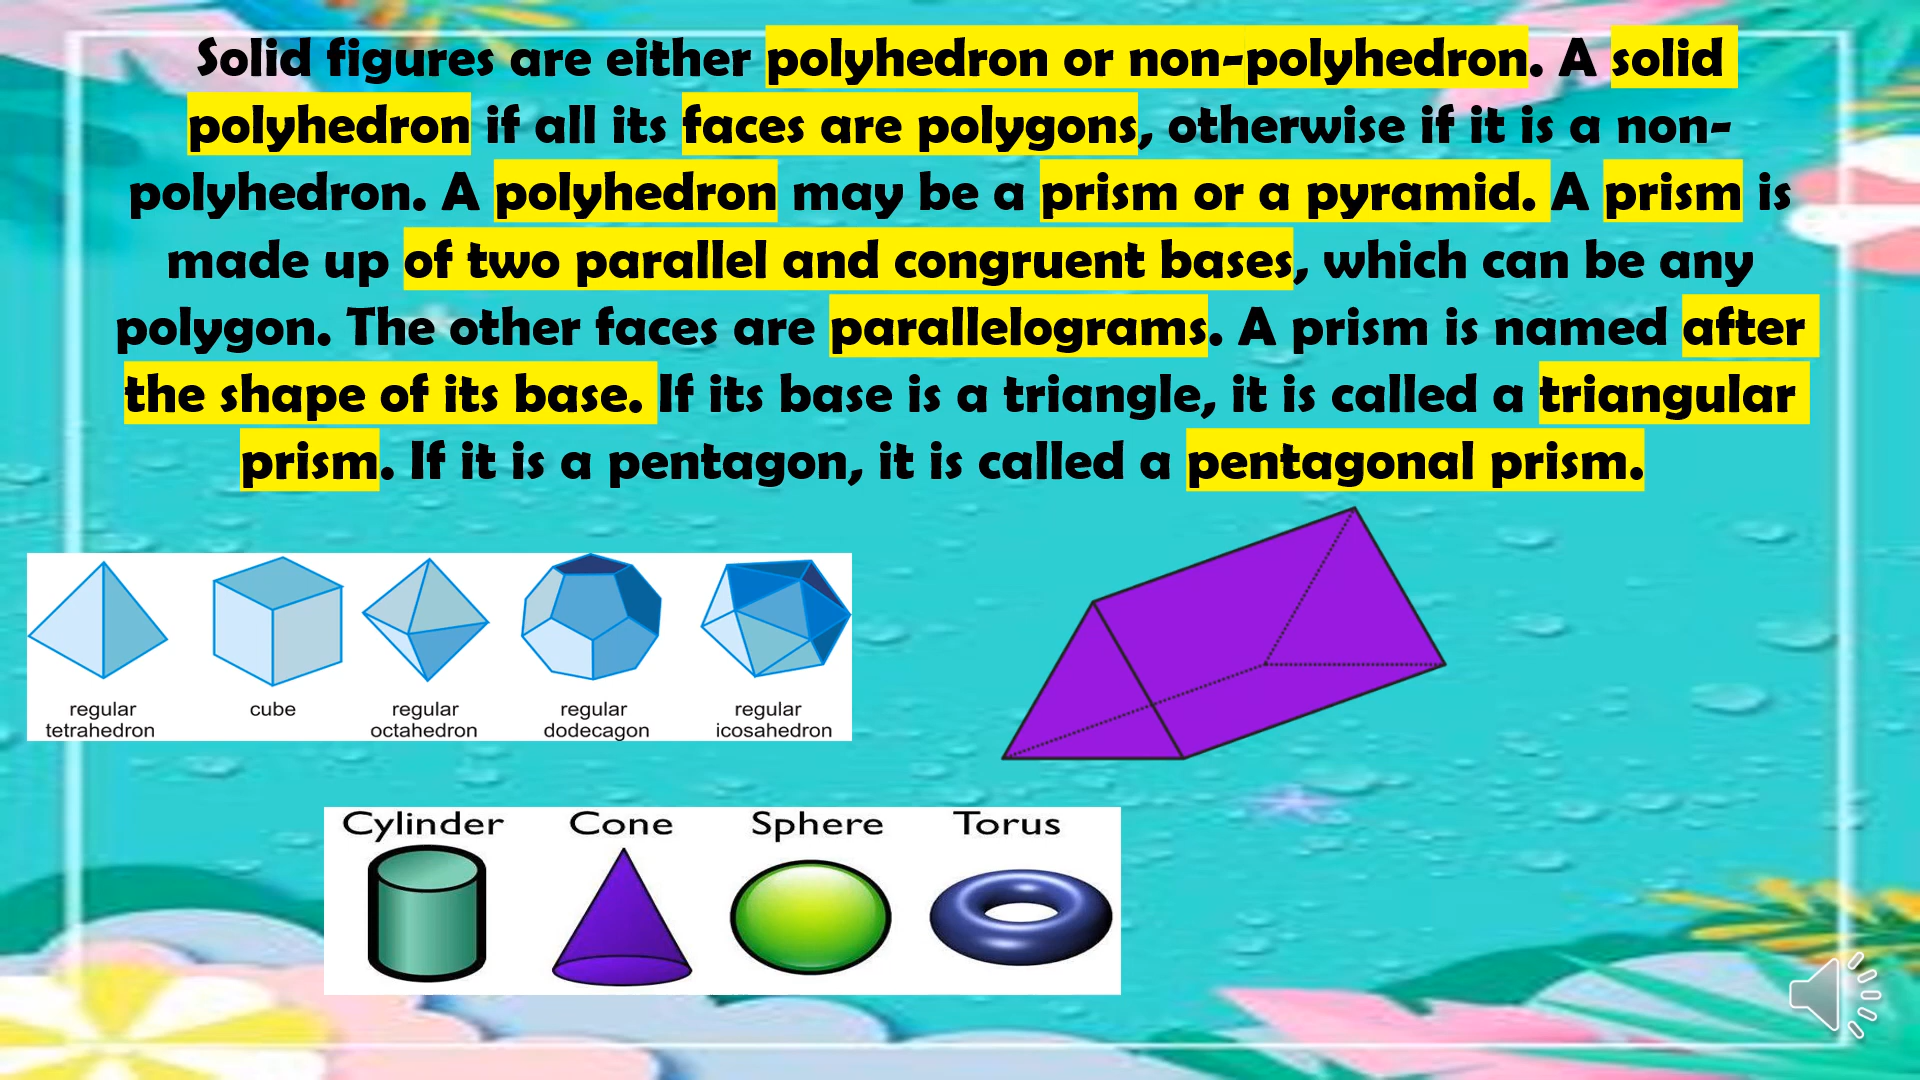 Solid figures are either polyhedron or non-polyhedron. A solid
polyhedron if all its faces are polygons, otherwise if it is a non-
polyhedron. A polyhedron may be a prism or a pyramid. A prism is
made up of two parallel and congruent bases, which can be any
polygon. The other faces are parallelograms. A prism is named after
the shape of its base. If its base is a triangle, it is called a triangular
prism. If it is a pentagon, it is called a pentagonal prism.
regular
tetrahedron
cube
regular
octahedron
regular
dodecagon
regular
icosahedron
Cylinder Cone Sphere Torus